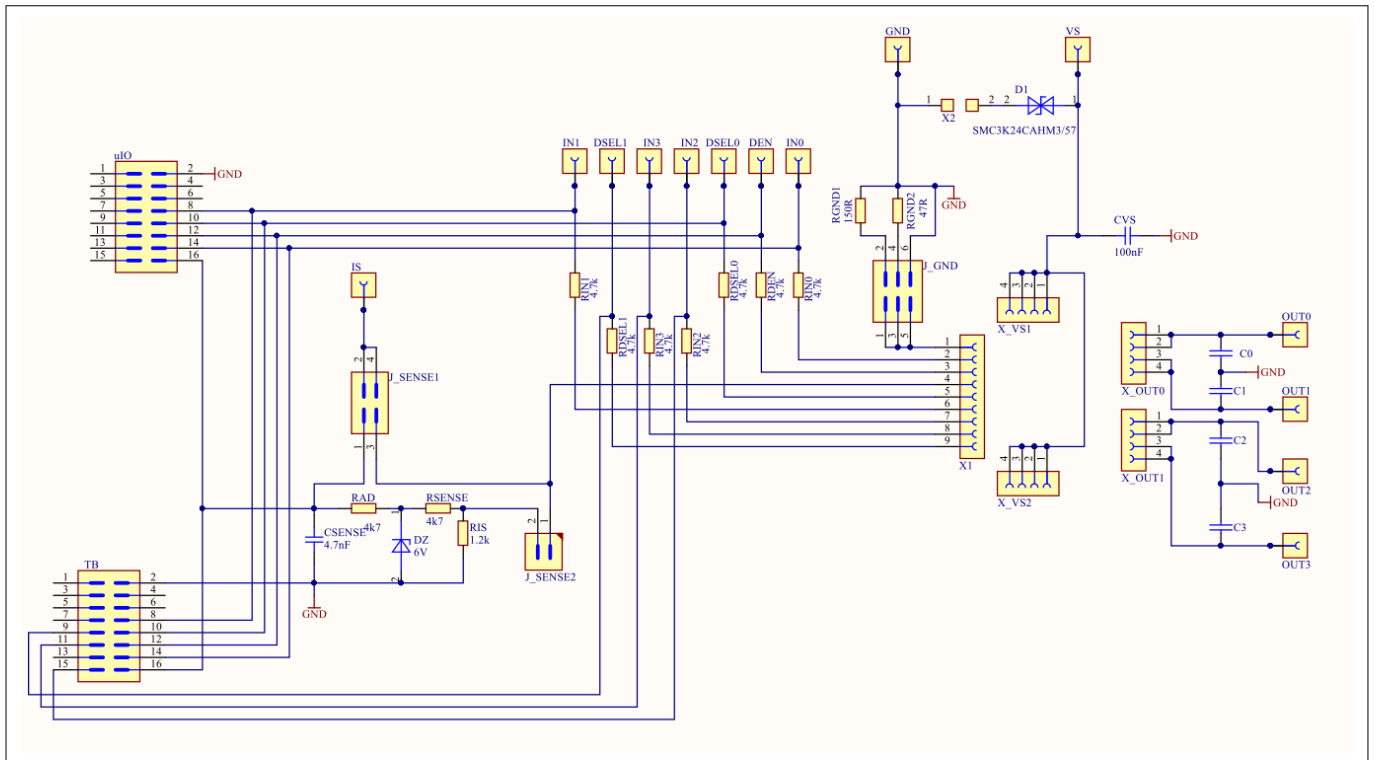 GND
VS
D1
1
2
2
1
X2
SMC3K24CAHM3/57
uIO
IN1
DSEL1
IN3
IN2
DSEL0
DEN
IN0
1
2
GND
3
4
5
6
7
8
9
10
11
12
13
14
15
16
RGND1
150R
RGND2
47R
GND
CVS
100nF
GND
2
4
6
J_GND
1
3
5
IS
RIN1
4.7k
RDSEL0
4.7k
RDEN
4.7k
RIN0
4.7k
RDSEL1
4.7k
RIN3
4.7k
RIN2
4.7k
4
3
2
1
X_VS1
2
4
J_SENSE1
1
3
1
2
3
4
5
6
7
8
9
X1
1
2
3
4
X_OUT0
C0
GND
C1
OUT0
OUT1
1
2
3
4
X_OUT1
C2
GND
C3
OUT2
OUT3
4
3
2
1
X_VS2
RAD
4k7
RSENSE
4k7
CSENSE
4.7nF
1
DZ
6V
2
RIS
1.2k
2
1
J_SENSE2
GND
TB
1
2
3
4
5
6
7
8
9
10
11
12
13
14
15
16